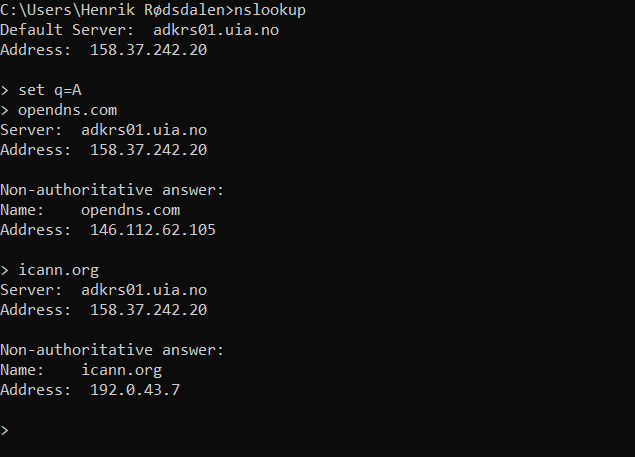 C:\Users\Henrik Rødsdalen>nslookup
Default Server:  adkrs01.uia.no
Address:  158.37.242.20

> set q=A
> opendns.com
Server:  adkrs01.uia.no
Address:  158.37.242.20

Non-authoritative answer:
Name:    opendns.com
Address:  146.112.62.105

> icann.org
Server:  adkrs01.uia.no
Address:  158.37.242.20

Non-authoritative answer:
Name:    icann.org
Address:  192.0.43.7

>